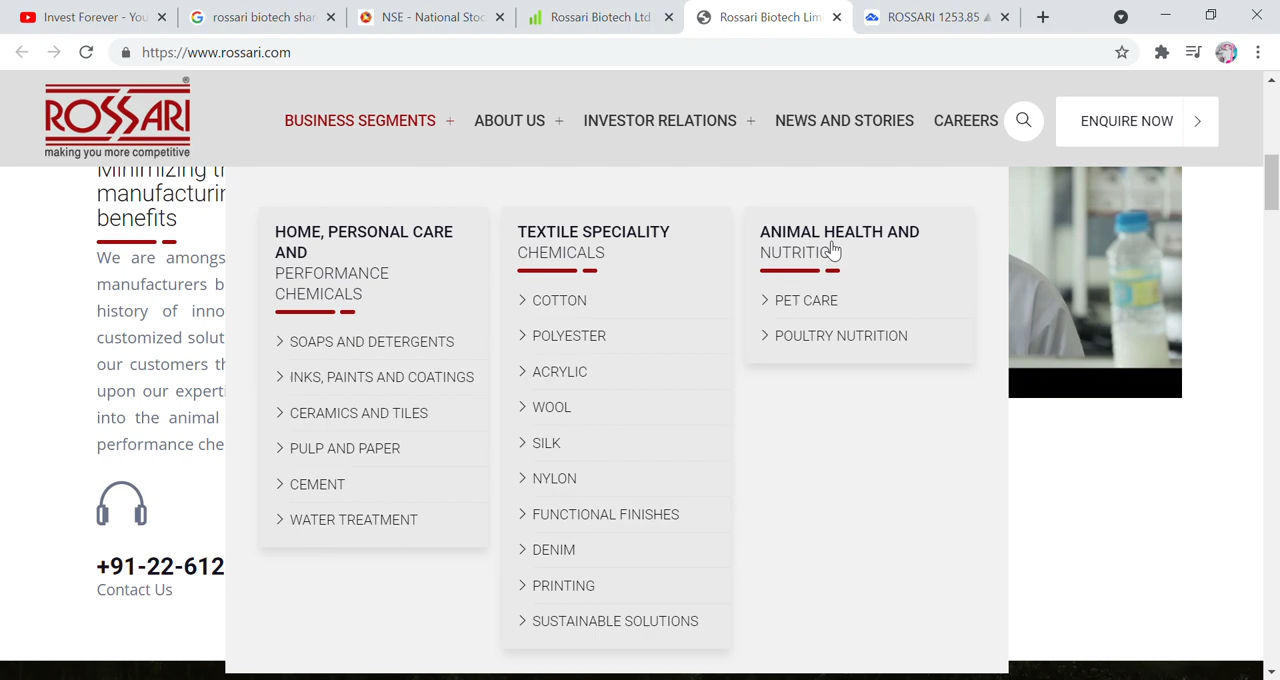 Invest Forever - You
rossari biotech shar
NSE - National Stoc
Rossari Biotech Ltd
Rossari Biotech Lim
ROSSARI 1253.85
https://www.rossari.com
ROSSARI
®
making you more competitive
BUSINESS SEGMENTS +
ABOUT US +
INVESTOR RELATIONS +
NEWS AND STORIES
CAREERS
ENQUIRE NOW
Minimizing
manufacturin
benefits
We are amongs
manufacturers b
history of inno
customized solut
our customers th
upon our experti
into the animal
performance che
+91-22-612
Contact Us
HOME, PERSONAL CARE
AND
PERFORMANCE
CHEMICALS
SOAPS AND DETERGENTS
INKS, PAINTS AND COATINGS
CERAMICS AND TILES
PULP AND PAPER
CEMENT
WATER TREATMENT
TEXTILE SPECIALITY
CHEMICALS
COTTON
POLYESTER
ACRYLIC
WOOL
SILK
NYLON
FUNCTIONAL FINISHES
DENIM
PRINTING
SUSTAINABLE SOLUTIONS
ANIMAL HEALTH AND
NUTRITION
PET CARE
POULTRY NUTRITION